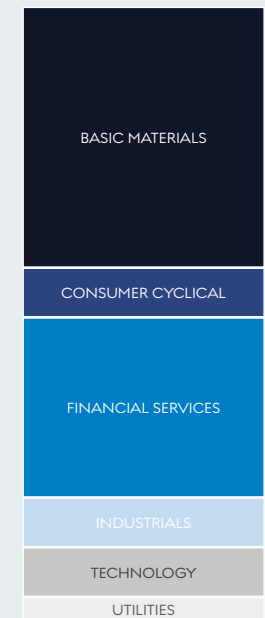 BASIC MATERIALS
CONSUMER CYCLICAL
FINANCIAL SERVICES
INDUSTRIALS
TECHNOLOGY
UTILITIES